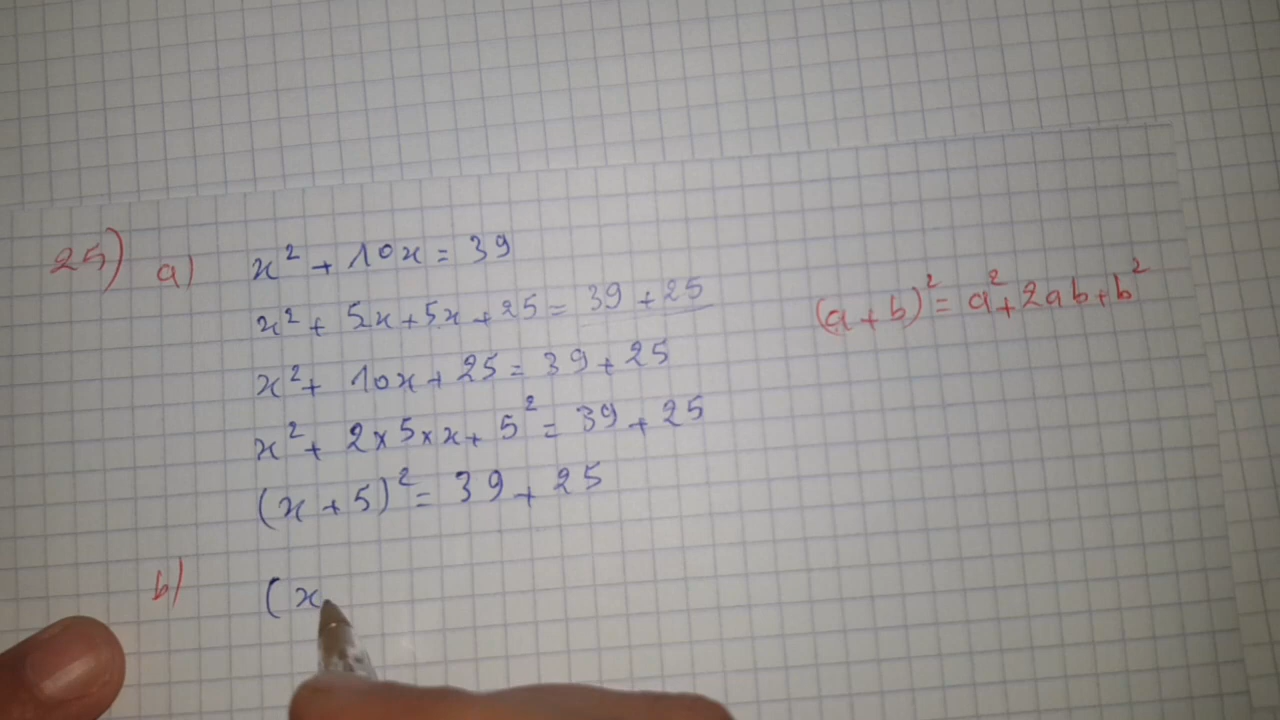 25) a) x² + 10x = 39
x² + 5x + 5x + 25 = 39 + 25
(a + b)² = a² + 2ab + b²
x² + 10x + 25 = 39 + 25
x² + 2 × 5 × x + 5² = 39 + 25
(x + 5)² = 39 + 25
b) (x